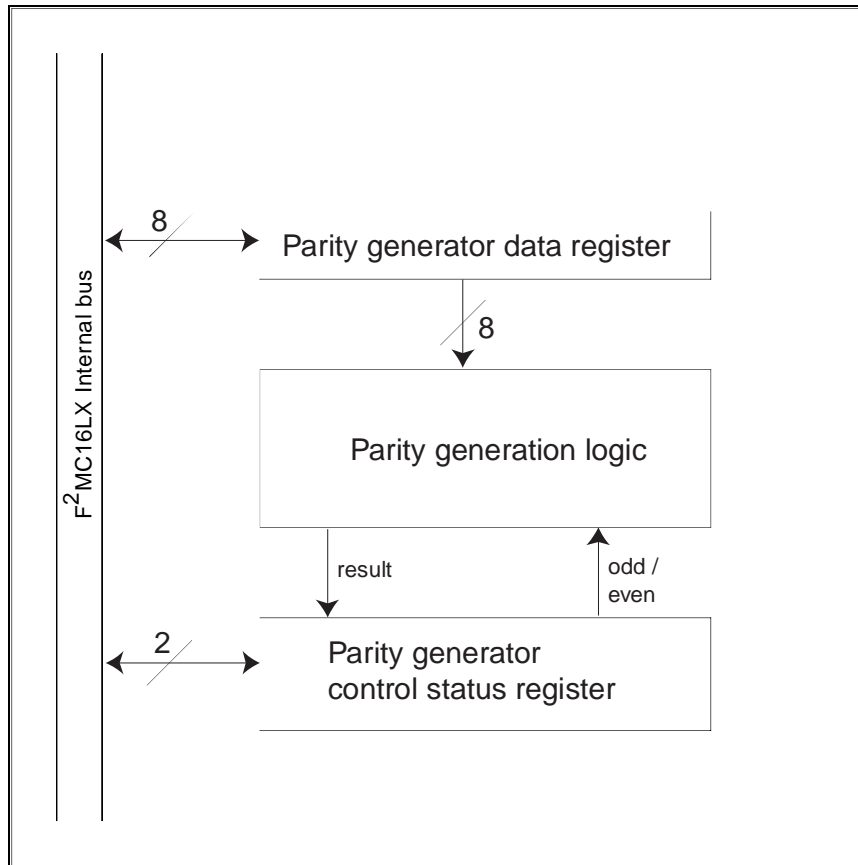 8
Parity generator data register
8
F²MC16LX Internal bus
Parity generation logic
result
odd /
even
2
Parity generator
control status register